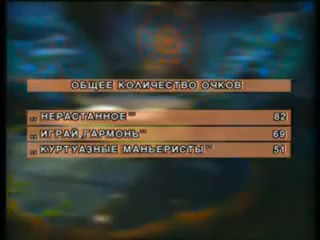 ОБЩЕЕ КОЛИЧЕСТВО ОЧКОВ
„НЕРАСТАННОЕ" 82
„ИГРАЙ,ГАРМОНЬ" 69
„КУРТУАЗНЫЕ МАНЬЕРИСТЫ" 51